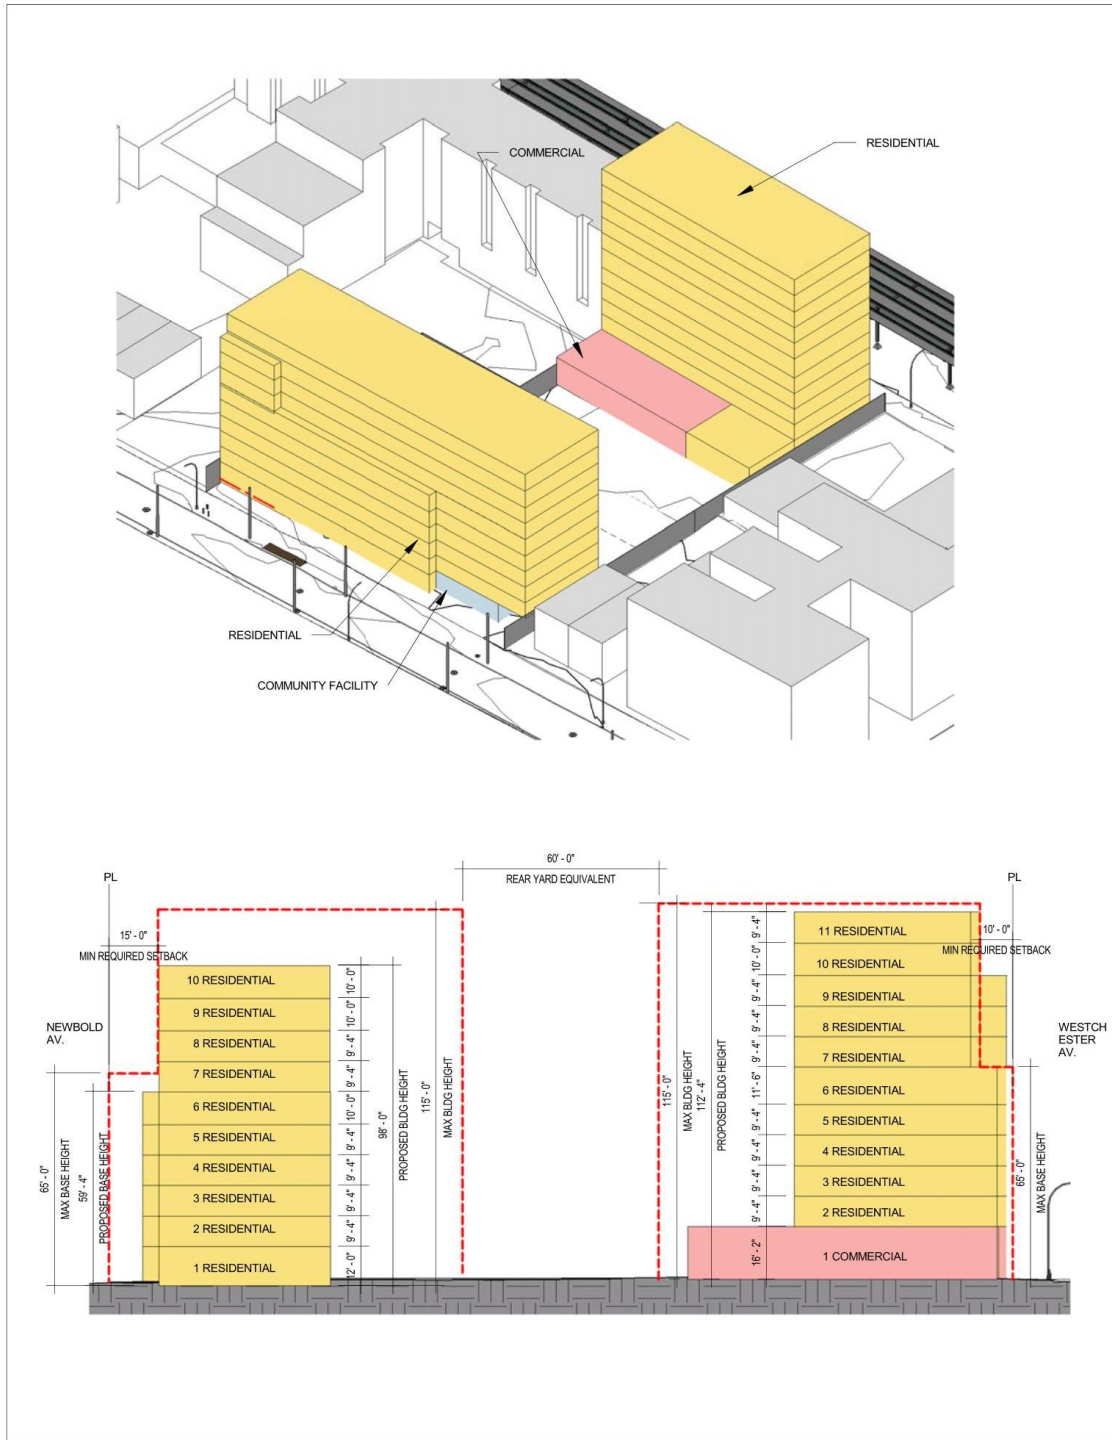 COMMERCIAL
RESIDENTIAL
RESIDENTIAL
COMMUNITY FACILITY
60' - 0"
REAR YARD EQUIVALENT
PL
PL
15' - 0"
MIN REQUIRED SETBACK
10' - 0"
MIN REQUIRED SETBACK
NEWBOLD
AV.
WESTCH
ESTER
AV.
10 RESIDENTIAL
9 RESIDENTIAL
8 RESIDENTIAL
7 RESIDENTIAL
6 RESIDENTIAL
5 RESIDENTIAL
4 RESIDENTIAL
3 RESIDENTIAL
2 RESIDENTIAL
1 RESIDENTIAL
10' - 0"
10' - 0"
9' - 4"
9' - 4"
10' - 0"
9' - 4"
9' - 4"
9' - 4"
9' - 4"
12' - 0"
65' - 0"
MAX BASE HEIGHT
59' - 4"
PROPOSED BASE HEIGHT
98' - 0"
PROPOSED BLDG HEIGHT
115' - 0"
MAX BLDG HEIGHT
115' - 0"
MAX BLDG HEIGHT
112' - 4"
PROPOSED BLDG HEIGHT
9' - 4"
10' - 0"
9' - 4"
9' - 4"
9' - 4"
11' - 6"
9' - 4"
9' - 4"
9' - 4"
9' - 4"
16' - 2"
11 RESIDENTIAL
10 RESIDENTIAL
9 RESIDENTIAL
8 RESIDENTIAL
7 RESIDENTIAL
6 RESIDENTIAL
5 RESIDENTIAL
4 RESIDENTIAL
3 RESIDENTIAL
2 RESIDENTIAL
1 COMMERCIAL
65' - 0"
MAX BASE HEIGHT